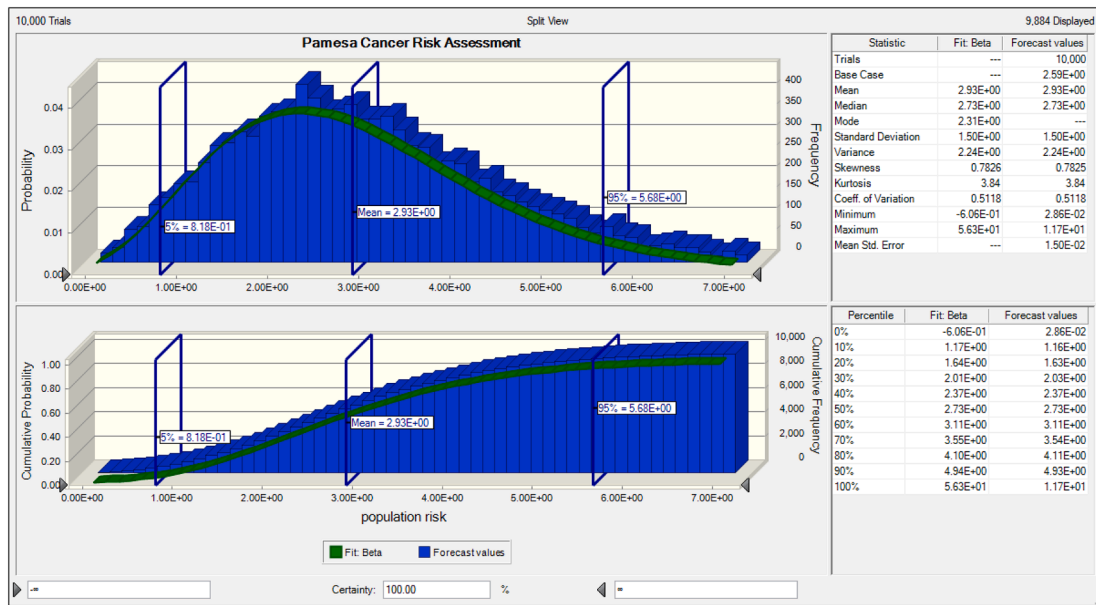 10,000 Trials Split View 9,884 Displayed
Pamesa Cancer Risk Assessment
Probability
0.04
0.03
0.02
0.01
0.00
Frequency
400
350
300
250
200
150
100
50
0
5% = 8.18E-01
Mean = 2.93E+00
95% = 5.68E+00
0.00E+00 1.00E+00 2.00E+00 3.00E+00 4.00E+00 5.00E+00 6.00E+00 7.00E+00
Statistic Fit: Beta Forecast values
Trials --- 10,000
Base Case --- 2.59E+00
Mean 2.93E+00 2.93E+00
Median 2.73E+00 2.73E+00
Mode 2.31E+00 ---
Standard Deviation 1.50E+00 1.50E+00
Variance 2.24E+00 2.24E+00
Skewness 0.7826 0.7825
Kurtosis 3.84 3.84
Coeff. of Variation 0.5118 0.5118
Minimum -6.06E-01 2.86E-02
Maximum 5.63E+01 1.17E+01
Mean Std. Error --- 1.50E-02
Cumulative Probability
1.00
0.80
0.60
0.40
0.20
0.00
Cumulative Frequency
10,000
8,000
6,000
4,000
2,000
0
5% = 8.18E-01
Mean = 2.93E+00
95% = 5.68E+00
0.00E+00 1.00E+00 2.00E+00 3.00E+00 4.00E+00 5.00E+00 6.00E+00 7.00E+00
population risk
Fit: Beta Forecast values
Percentile Fit: Beta Forecast values
0% -6.06E-01 2.86E-02
10% 1.17E+00 1.16E+00
20% 1.64E+00 1.63E+00
30% 2.01E+00 2.03E+00
40% 2.37E+00 2.37E+00
50% 2.73E+00 2.73E+00
60% 3.11E+00 3.11E+00
70% 3.55E+00 3.54E+00
80% 4.10E+00 4.11E+00
90% 4.94E+00 4.93E+00
100% 5.63E+01 1.17E+01
-∞ Certainty: 100.00 % ∞